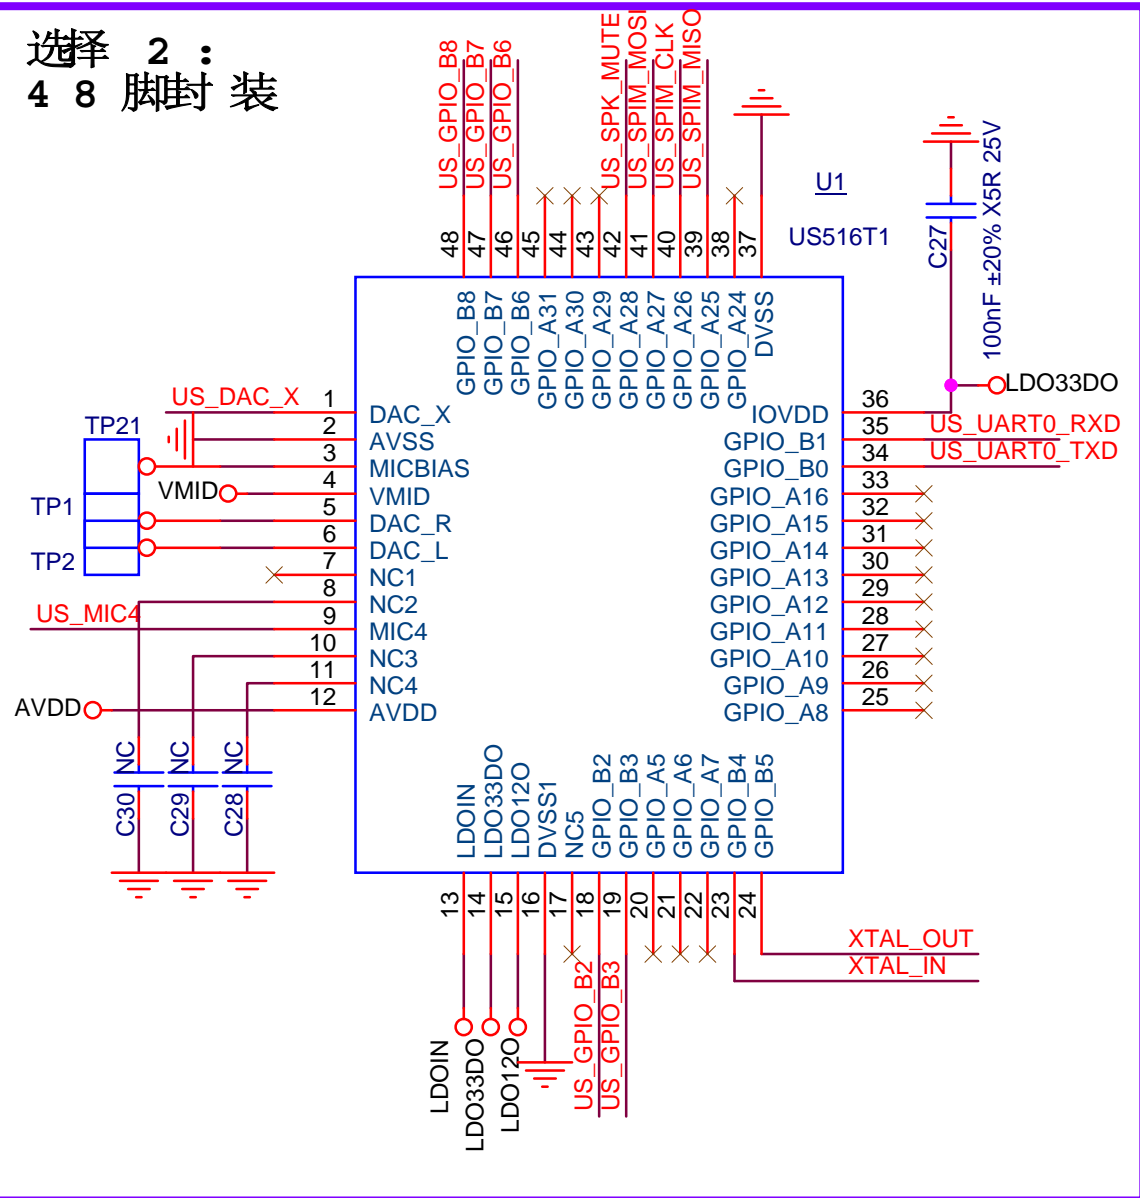 选择 2：
48脚封装
US_GPIO_B8
US_GPIO_B7
US_GPIO_B6
US_SPK_MUTE
US_SPIM_MOSI
US_SPIM_CLK
US_SPIM_MISO
U1
US516T1
C27
100nF ±20% X5R 25V
48
47
46
45
44
43
42
41
40
39
38
37
GPIO_B8
GPIO_B7
GPIO_B6
GPIO_A31
GPIO_A30
GPIO_A29
GPIO_A28
GPIO_A27
GPIO_A26
GPIO_A25
GPIO_A24
DVSS
LDO33DO
US_DAC_X 1 DAC_X
2 AVSS
TP21 3 MICBIAS
VMID 4 VMID
TP1 5 DAC_R
TP2 6 DAC_L
7 NC1
8 NC2
US_MIC4 9 MIC4
10 NC3
11 NC4
AVDD 12 AVDD
IOVDD 36
GPIO_B1 35 US_UART0_RXD
GPIO_B0 34 US_UART0_TXD
GPIO_A16 33
GPIO_A15 32
GPIO_A14 31
GPIO_A13 30
GPIO_A12 29
GPIO_A11 28
GPIO_A10 27
GPIO_A9 26
GPIO_A8 25
C30 NC
C29 NC
C28 NC
LDOIN
LDO33DO
LDO12O
DVSS1
NC5
GPIO_B2
GPIO_B3
GPIO_A5
GPIO_A6
GPIO_A7
GPIO_B4
GPIO_B5
13
14
15
16
17
18
19
20
21
22
23
24
XTAL_OUT
XTAL_IN
LDOIN
LDO33DO
LDO12O
US_GPIO_B2
US_GPIO_B3